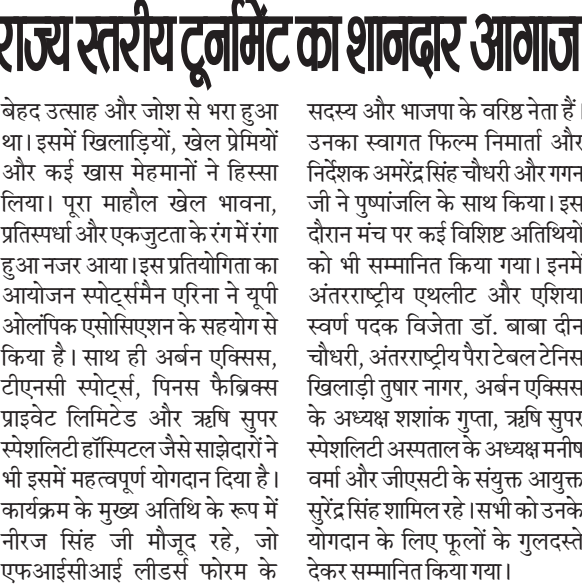 राज्य स्तरीय टूर्नामेंट का शानदार आगाज
बेहद उत्साह और जोश से भरा हुआ
था। इसमें खिलाड़ियों, खेल प्रेमियों
और कई खास मेहमानों ने हिस्सा
लिया। पूरा माहौल खेल भावना,
प्रतिस्पर्धा और एकजुटता के रंग में रंगा
हुआ नजर आया। इस प्रतियोगिता का
आयोजन स्पोर्ट्समैन एरिना ने यूपी
ओलंपिक एसोसिएशन के सहयोग से
किया है। साथ ही अर्बन एक्सिस,
टीएनसी स्पोर्ट्स, पिनस फैब्रिक्स
प्राइवेट लिमिटेड और ऋषि सुपर
स्पेशलिटी हॉस्पिटल जैसे साझेदारों ने
भी इसमें महत्वपूर्ण योगदान दिया है।
कार्यक्रम के मुख्य अतिथि के रूप में
नीरज सिंह जी मौजूद रहे, जो
एफआईसीआई लीडर्स फोरम के
सदस्य और भाजपा के वरिष्ठ नेता हैं।
उनका स्वागत फिल्म निमार्ता और
निर्देशक अमरेंद्र सिंह चौधरी और गगन
जी ने पुष्पांजलि के साथ किया। इस
दौरान मंच पर कई विशिष्ट अतिथियों
को भी सम्मानित किया गया। इनमें
अंतरराष्ट्रीय एथलीट और एशिया
स्वर्ण पदक विजेता डॉ. बाबा दीन
चौधरी, अंतरराष्ट्रीय पैरा टेबल टेनिस
खिलाड़ी तुषार नागर, अर्बन एक्सिस
के अध्यक्ष शशांक गुप्ता, ऋषि सुपर
स्पेशलिटी अस्पताल के अध्यक्ष मनीष
वर्मा और जीएसटी के संयुक्त आयुक्त
सुरेंद्र सिंह शामिल रहे। सभी को उनके
योगदान के लिए फूलों के गुलदस्ते
देकर सम्मानित किया गया।